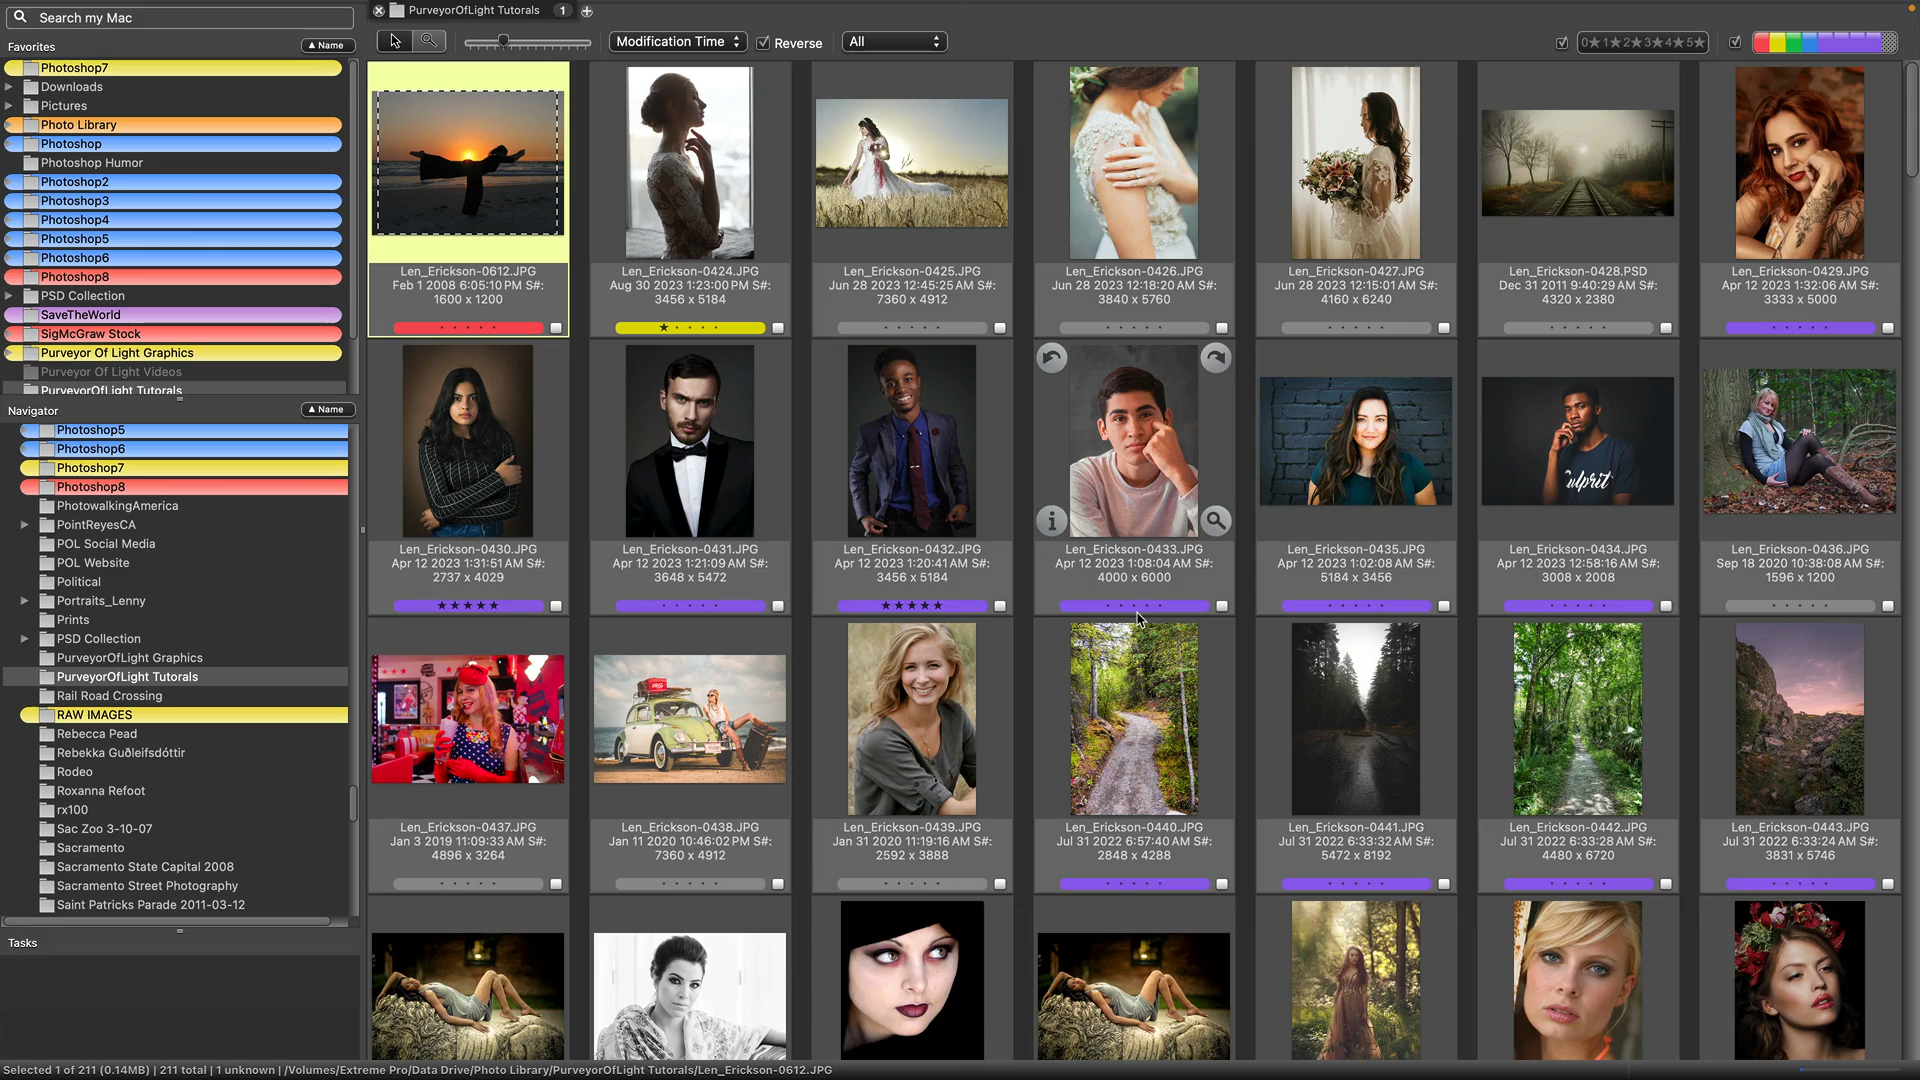 Search my Mac
PurveyorOfLight Tutorals
1
Favorites
Name
Modification Time
Reverse
All
0★1★2★3★4★5★
Photoshop7
Downloads
Pictures
Photo Library
Photoshop
Photoshop Humor
Photoshop2
Photoshop3
Photoshop4
Photoshop5
Photoshop6
Photoshop8
PSD Collection
SaveTheWorld
SigMcGraw Stock
Purveyor Of Light Graphics
Purveyor Of Light Videos
PurveyorOfLight Tutorals
Navigator
Name
Photoshop5
Photoshop6
Photoshop7
Photoshop8
PhotowalkingAmerica
PointReyesCA
POL Social Media
POL Website
Political
Portraits_Lenny
Prints
PSD Collection
PurveyorOfLight Graphics
PurveyorOfLight Tutorals
Rail Road Crossing
RAW IMAGES
Rebecca Pead
Rebekka Guðleifsdóttir
Rodeo
Roxanna Refoot
rx100
Sac Zoo 3-10-07
Sacramento
Sacramento State Capital 2008
Sacramento Street Photography
Saint Patricks Parade 2011-03-12
Tasks
Len_Erickson-0612.JPG
Feb 1 2008 6:05:10 PM S#:
1600 x 1200
Len_Erickson-0424.JPG
Aug 30 2023 1:23:00 PM S#:
3456 x 5184
Len_Erickson-0425.JPG
Jun 28 2023 12:45:25 AM S#:
7360 x 4912
Len_Erickson-0426.JPG
Jun 28 2023 12:18:20 AM S#:
3840 x 5760
Len_Erickson-0427.JPG
Jun 28 2023 12:15:01 AM S#:
4160 x 6240
Len_Erickson-0428.PSD
Dec 31 2011 9:40:29 AM S#:
4320 x 2380
Len_Erickson-0429.JPG
Apr 12 2023 1:32:06 AM S#:
3333 x 5000
Len_Erickson-0430.JPG
Apr 12 2023 1:31:51 AM S#:
2737 x 4029
★★★★★
Len_Erickson-0431.JPG
Apr 12 2023 1:21:09 AM S#:
3648 x 5472
Len_Erickson-0432.JPG
Apr 12 2023 1:20:41 AM S#:
3456 x 5184
★★★★★
Len_Erickson-0433.JPG
Apr 12 2023 1:08:04 AM S#:
4000 x 6000
Len_Erickson-0435.JPG
Apr 12 2023 1:02:08 AM S#:
5184 x 3456
ulprit
Len_Erickson-0434.JPG
Apr 12 2023 12:58:16 AM S#:
3008 x 2008
Len_Erickson-0436.JPG
Sep 18 2020 10:38:08 AM S#:
1596 x 1200
Len_Erickson-0437.JPG
Jan 3 2019 11:09:33 AM S#:
4896 x 3264
Len_Erickson-0438.JPG
Jan 11 2020 10:46:02 PM S#:
7360 x 4912
Len_Erickson-0439.JPG
Jan 31 2020 11:19:16 AM S#:
2592 x 3888
Len_Erickson-0440.JPG
Jul 31 2022 6:57:40 AM S#:
2848 x 4288
Len_Erickson-0441.JPG
Jul 31 2022 6:33:32 AM S#:
5472 x 8192
Len_Erickson-0442.JPG
Jul 31 2022 6:33:28 AM S#:
4480 x 6720
Len_Erickson-0443.JPG
Jul 31 2022 6:33:24 AM S#:
3831 x 5746
Selected 1 of 211 (0.14MB) | 211 total | 1 unknown | /Volumes/Extreme Pro/Data Drive/Photo Library/PurveyorOfLight Tutorals/Len_Erickson-0612.JPG